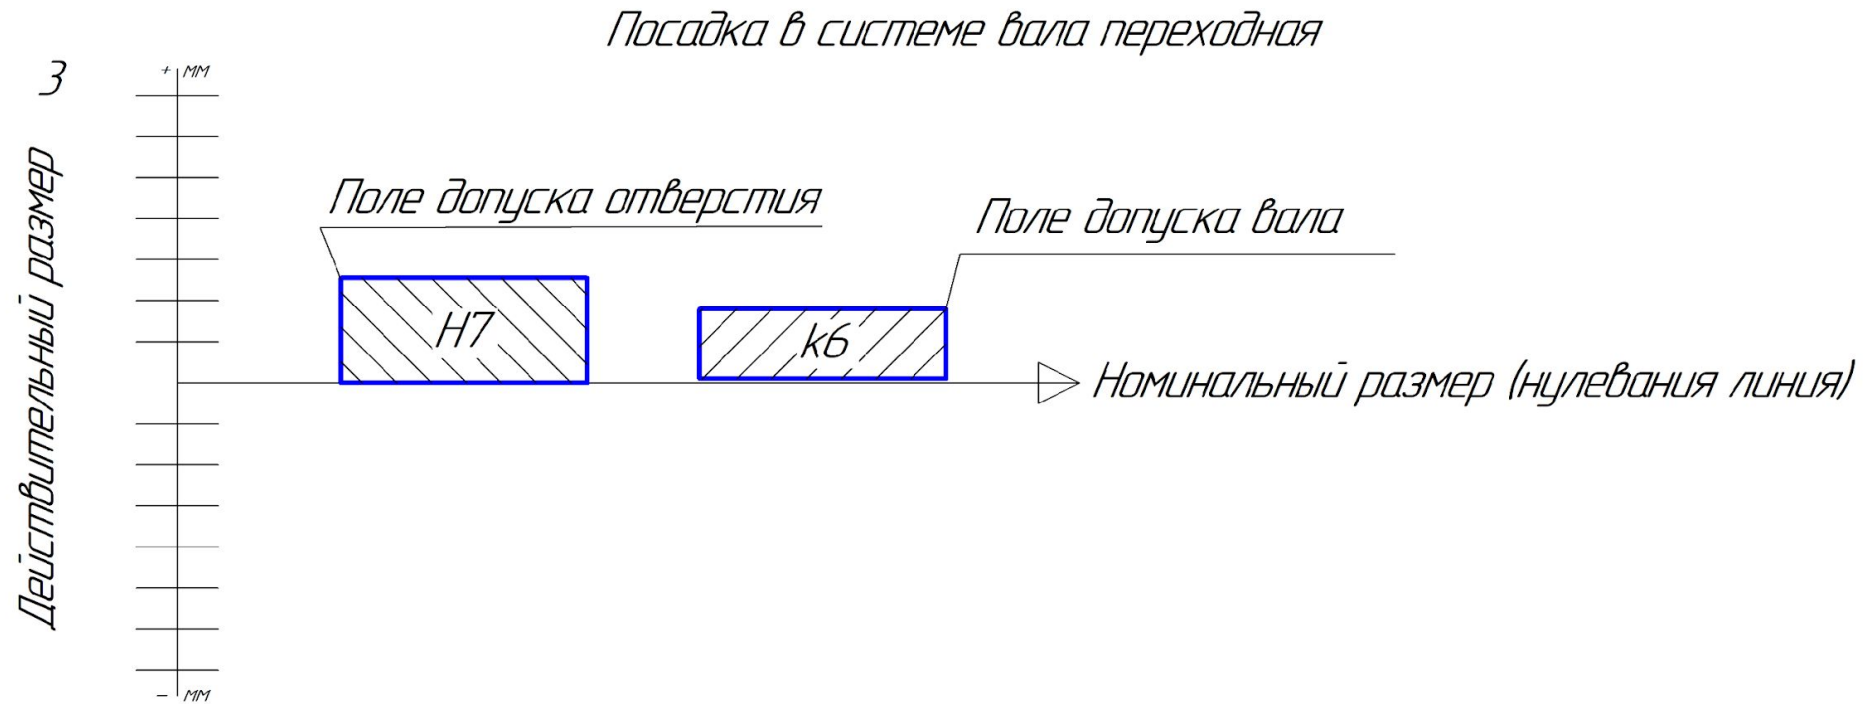 Посадка в системе вала переходная
3
+ мм
Действительный размер
Поле допуска отверстия
Поле допуска вала
H7
k6
Номинальный размер (нулевания линия)
- мм